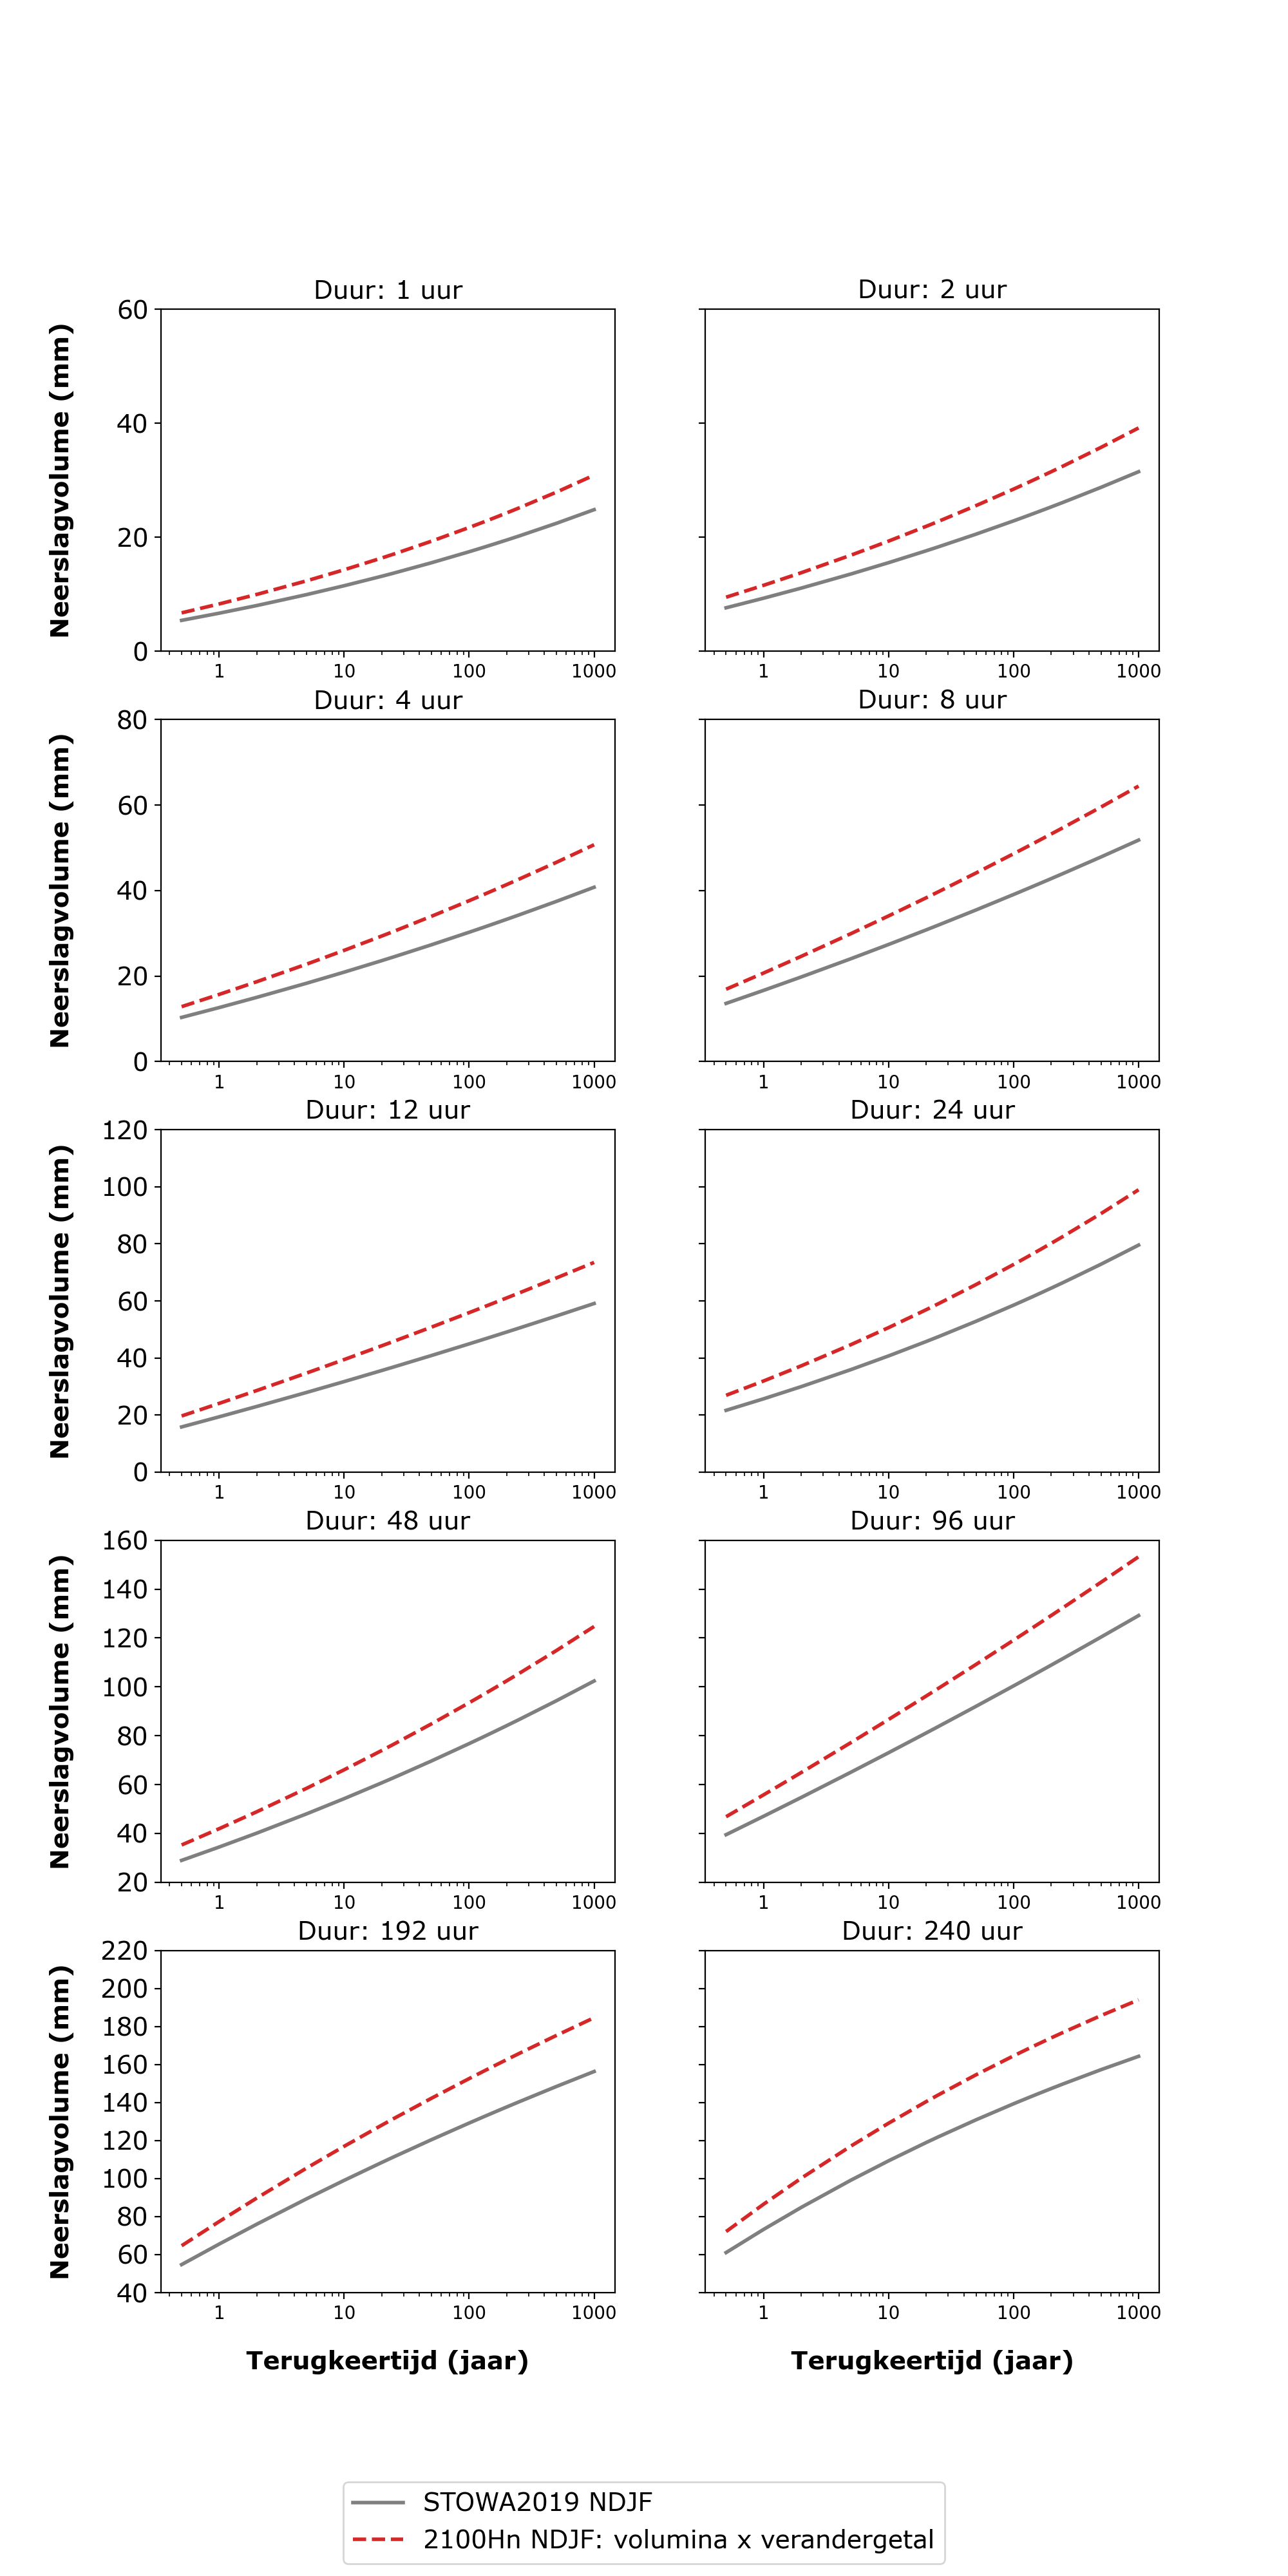 Duur: 1 uur
Duur: 2 uur
Neerslagvolume (mm)
60
40
20
0
1 10 100 1000
1 10 100 1000
Duur: 4 uur
Duur: 8 uur
Neerslagvolume (mm)
80
60
40
20
0
1 10 100 1000
1 10 100 1000
Duur: 12 uur
Duur: 24 uur
Neerslagvolume (mm)
120
100
80
60
40
20
0
1 10 100 1000
1 10 100 1000
Duur: 48 uur
Duur: 96 uur
Neerslagvolume (mm)
160
140
120
100
80
60
40
20
1 10 100 1000
1 10 100 1000
Duur: 192 uur
Duur: 240 uur
Neerslagvolume (mm)
220
200
180
160
140
120
100
80
60
40
1 10 100 1000
1 10 100 1000
Terugkeertijd (jaar)
Terugkeertijd (jaar)
STOWA2019 NDJF
2100Hn NDJF: volumina x verandergetal